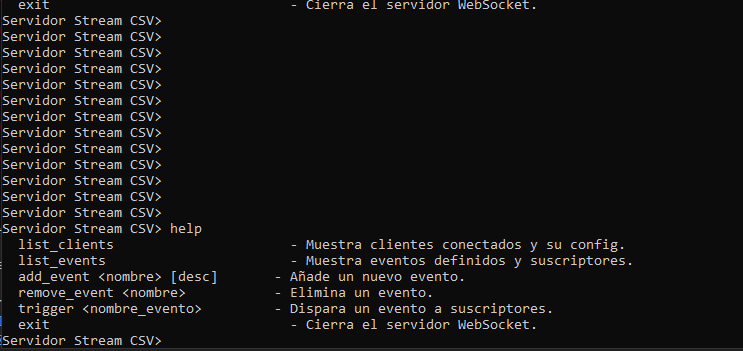 exit - Cierra el servidor WebSocket.
Servidor Stream CSV>
Servidor Stream CSV>
Servidor Stream CSV>
Servidor Stream CSV>
Servidor Stream CSV>
Servidor Stream CSV>
Servidor Stream CSV>
Servidor Stream CSV>
Servidor Stream CSV>
Servidor Stream CSV>
Servidor Stream CSV>
Servidor Stream CSV>
Servidor Stream CSV>
Servidor Stream CSV> help
list_clients - Muestra clientes conectados y su config.
list_events - Muestra eventos definidos y suscriptores.
add_event <nombre> [desc] - Añade un nuevo evento.
remove_event <nombre> - Elimina un evento.
trigger <nombre_evento> - Dispara un evento a suscriptores.
exit - Cierra el servidor WebSocket.
Servidor Stream CSV>